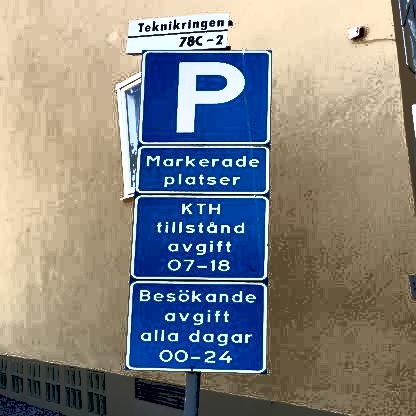 Teknikringen
78C-2
P
Markerade
platser
KTH
tillstånd
avgift
07-18
Besökande
avgift
alla dagar
00-24